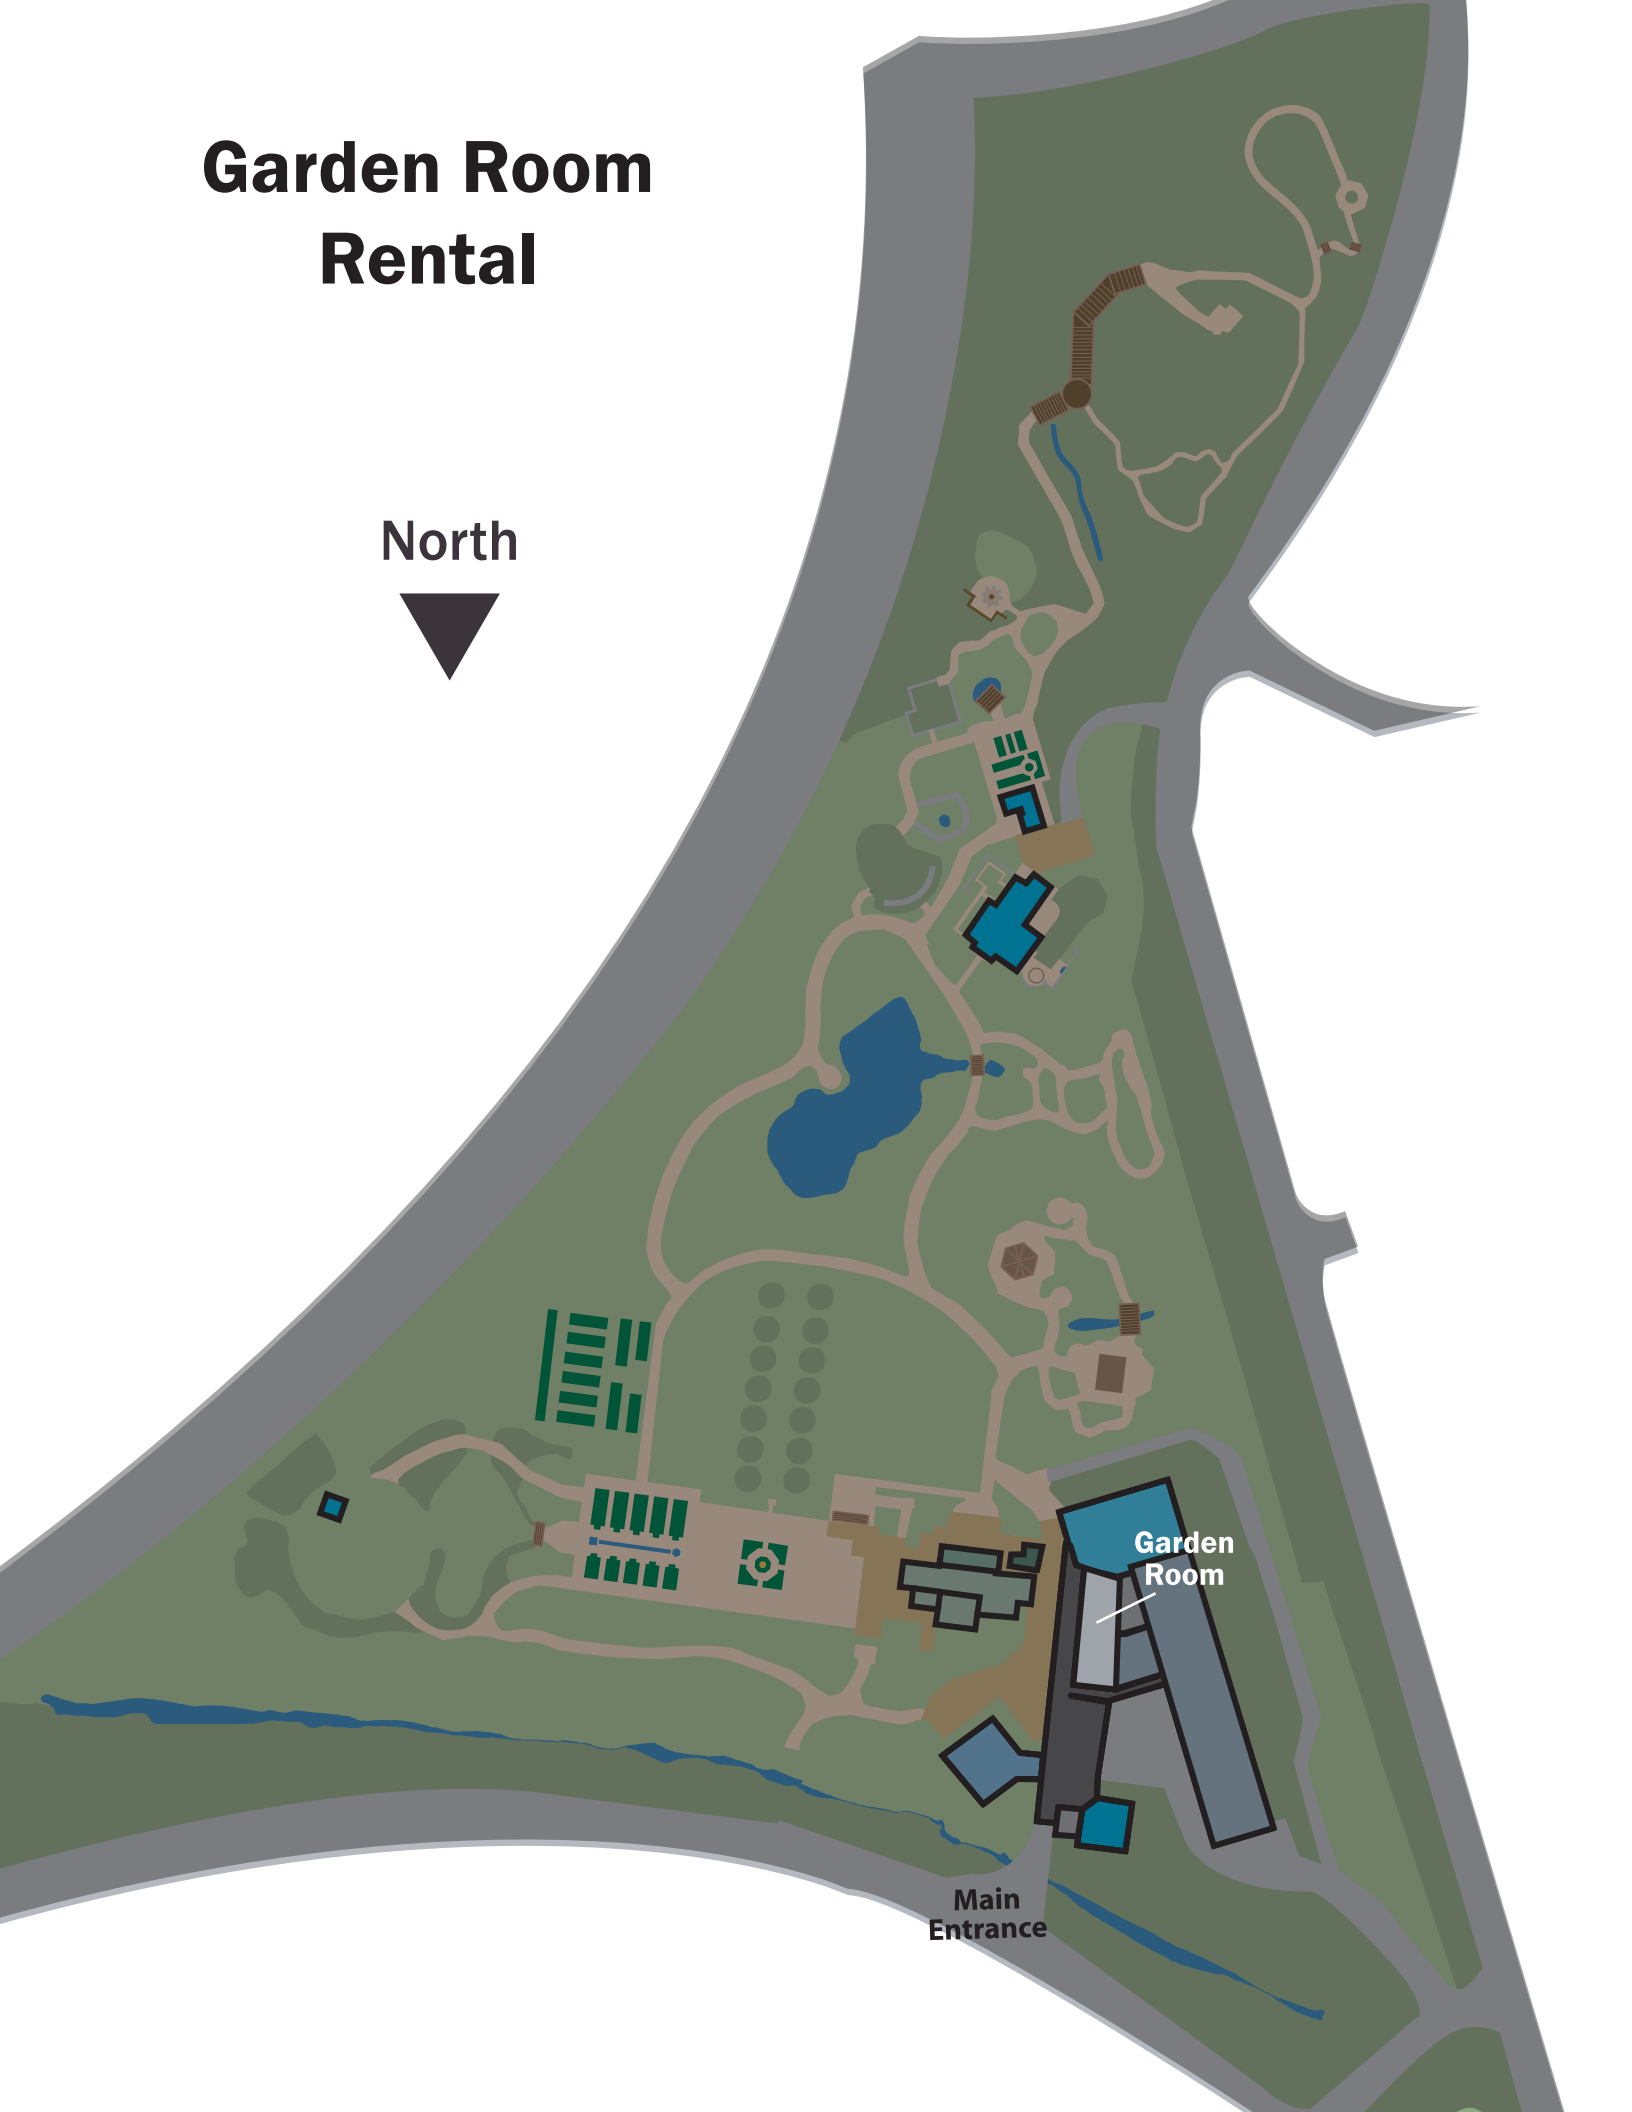 Garden Room
Rental
North
Garden
Room
Main
Entrance